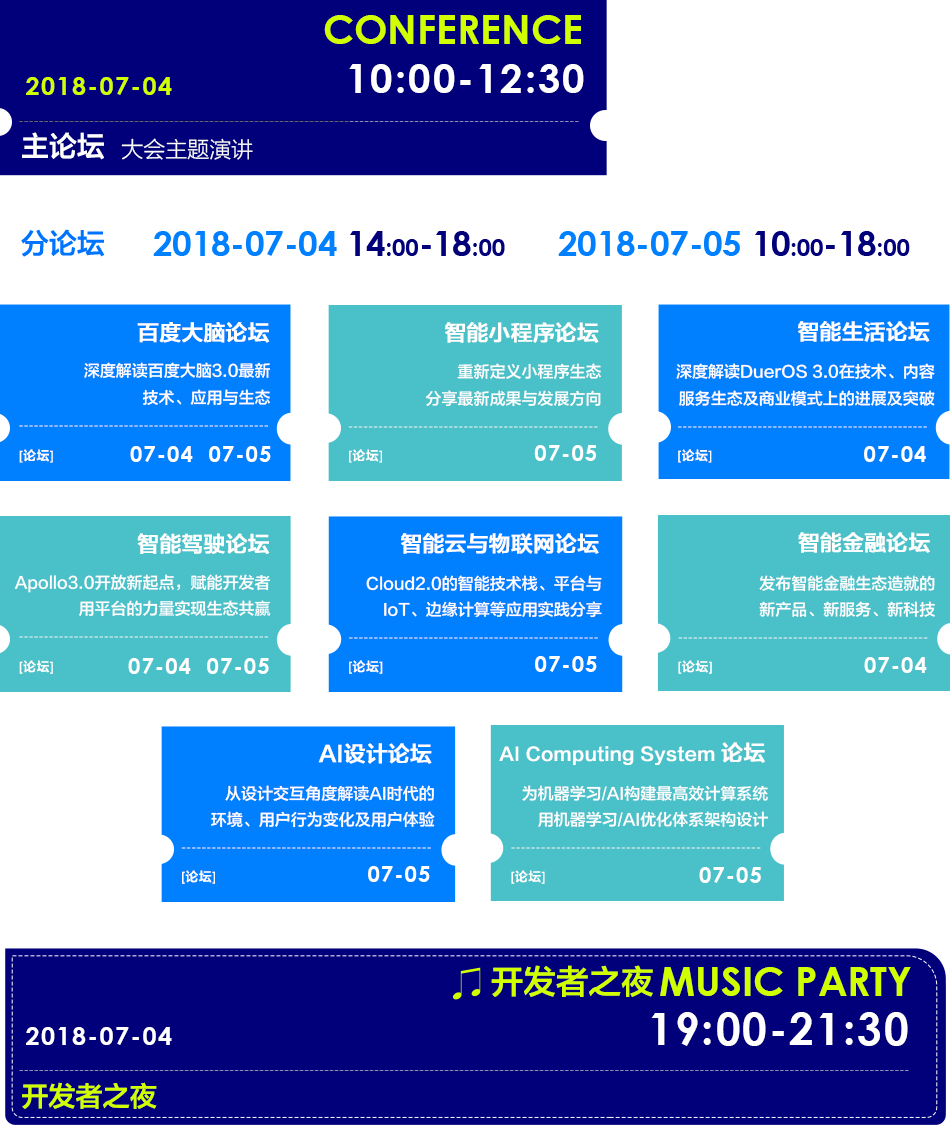 CONFERENCE
2018-07-04
10:00-12:30
主论坛 大会主题演讲
分论坛 2018-07-04 14:00-18:00 2018-07-05 10:00-18:00
百度大脑论坛
深度解读百度大脑3.0最新
技术、应用与生态
[论坛] 07-04 07-05
智能小程序论坛
重新定义小程序生态
分享最新成果与发展方向
[论坛] 07-05
智能生活论坛
深度解读DuerOS 3.0在技术、内容
服务生态及商业模式上的进展及突破
[论坛] 07-04
智能驾驶论坛
Apollo3.0开放新起点，赋能开发者
用平台的力量实现生态共赢
[论坛] 07-04 07-05
智能云与物联网论坛
Cloud2.0的智能技术栈、平台与
IoT、边缘计算等应用实践分享
[论坛] 07-05
智能金融论坛
发布智能金融生态造就的
新产品、新服务、新科技
[论坛] 07-04
AI设计论坛
从设计交互角度解读AI时代的
环境、用户行为变化及用户体验
[论坛] 07-05
AI Computing System 论坛
为机器学习/AI构建最高效计算系统
用机器学习/AI优化体系架构设计
[论坛] 07-05
开发者之夜 MUSIC PARTY
2018-07-04
19:00-21:30
开发者之夜